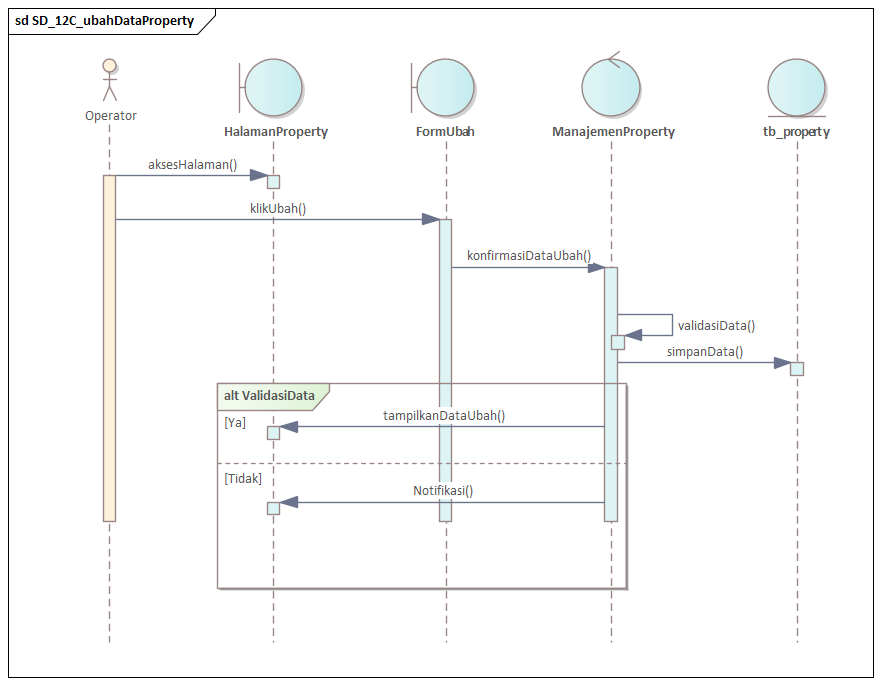 sd SD_12C_ubahDataProperty
Operator
HalamanProperty
FormUbah
ManajemenProperty
tb_property
aksesHalaman()
klikUbah()
konfirmasiDataUbah()
validasiData()
simpanData()
alt ValidasiData
[Ya]
tampilkanDataUbah()
[Tidak]
Notifikasi()